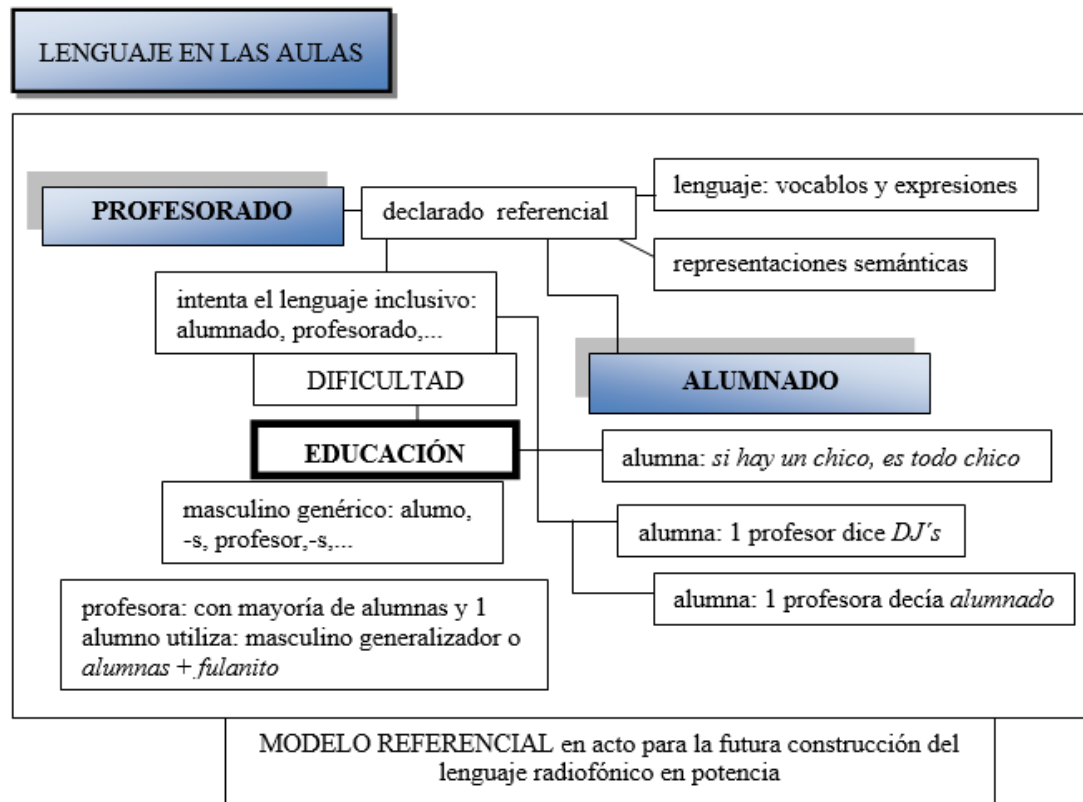 LENGUAJE EN LAS AULAS
PROFESORADO
declarado referencial
lenguaje: vocablos y expresiones
representaciones semánticas
intenta el lenguaje inclusivo:
alumnado, profesorado,...
DIFICULTAD
ALUMNADO
EDUCACIÓN
alumna: si hay un chico, es todo chico
masculino genérico: alumo,
-s, profesor,-s,...
alumna: 1 profesor dice DJ´s
alumna: 1 profesora decía alumnado
profesora: con mayoría de alumnas y 1
alumno utiliza: masculino generalizador o
alumnas + fulanito
MODELO REFERENCIAL en acto para la futura construcción del
lenguaje radiofónico en potencia